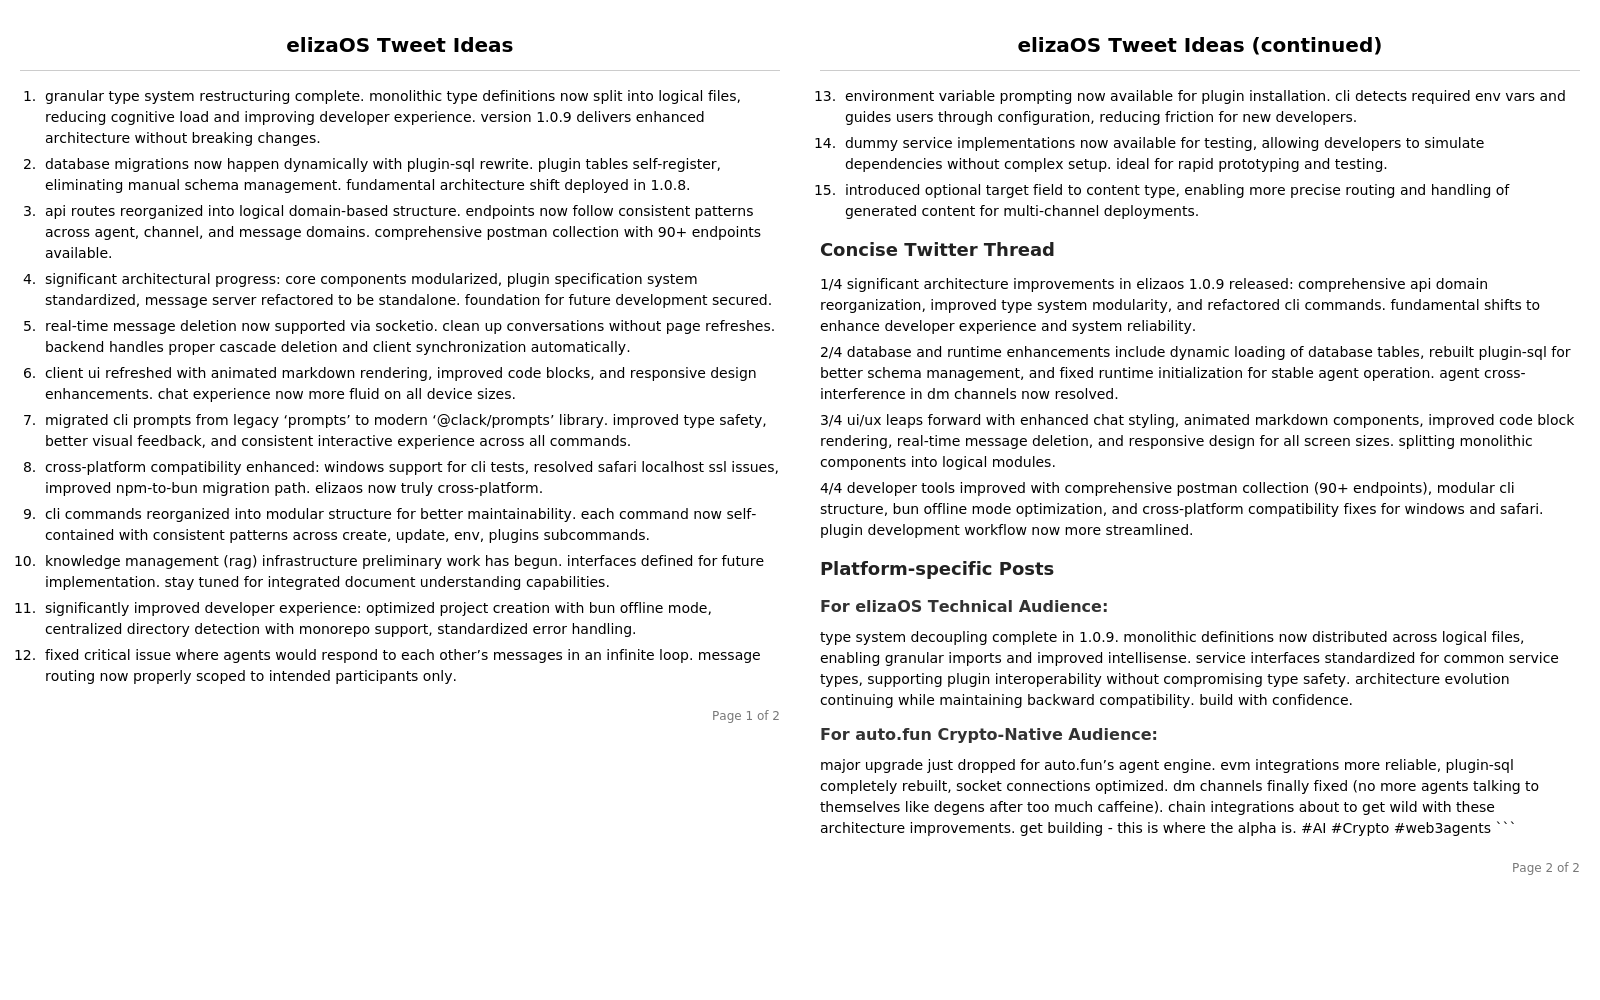 elizaOS Tweet Ideas
1. granular type system restructuring complete. monolithic type definitions now split into logical files,
reducing cognitive load and improving developer experience. version 1.0.9 delivers enhanced
architecture without breaking changes.
2. database migrations now happen dynamically with plugin-sql rewrite. plugin tables self-register,
eliminating manual schema management. fundamental architecture shift deployed in 1.0.8.
3. api routes reorganized into logical domain-based structure. endpoints now follow consistent patterns
across agent, channel, and message domains. comprehensive postman collection with 90+ endpoints
available.
4. significant architectural progress: core components modularized, plugin specification system
standardized, message server refactored to be standalone. foundation for future development secured.
5. real-time message deletion now supported via socketio. clean up conversations without page refreshes.
backend handles proper cascade deletion and client synchronization automatically.
6. client ui refreshed with animated markdown rendering, improved code blocks, and responsive design
enhancements. chat experience now more fluid on all device sizes.
7. migrated cli prompts from legacy ‘prompts’ to modern ‘@clack/prompts’ library. improved type safety,
better visual feedback, and consistent interactive experience across all commands.
8. cross-platform compatibility enhanced: windows support for cli tests, resolved safari localhost ssl issues,
improved npm-to-bun migration path. elizaos now truly cross-platform.
9. cli commands reorganized into modular structure for better maintainability. each command now self-
contained with consistent patterns across create, update, env, plugins subcommands.
10. knowledge management (rag) infrastructure preliminary work has begun. interfaces defined for future
implementation. stay tuned for integrated document understanding capabilities.
11. significantly improved developer experience: optimized project creation with bun offline mode,
centralized directory detection with monorepo support, standardized error handling.
12. fixed critical issue where agents would respond to each other’s messages in an infinite loop. message
routing now properly scoped to intended participants only.
Page 1 of 2
elizaOS Tweet Ideas (continued)
13. environment variable prompting now available for plugin installation. cli detects required env vars and
guides users through configuration, reducing friction for new developers.
14. dummy service implementations now available for testing, allowing developers to simulate
dependencies without complex setup. ideal for rapid prototyping and testing.
15. introduced optional target field to content type, enabling more precise routing and handling of
generated content for multi-channel deployments.
Concise Twitter Thread
1/4 significant architecture improvements in elizaos 1.0.9 released: comprehensive api domain
reorganization, improved type system modularity, and refactored cli commands. fundamental shifts to
enhance developer experience and system reliability.
2/4 database and runtime enhancements include dynamic loading of database tables, rebuilt plugin-sql for
better schema management, and fixed runtime initialization for stable agent operation. agent cross-
interference in dm channels now resolved.
3/4 ui/ux leaps forward with enhanced chat styling, animated markdown components, improved code block
rendering, real-time message deletion, and responsive design for all screen sizes. splitting monolithic
components into logical modules.
4/4 developer tools improved with comprehensive postman collection (90+ endpoints), modular cli
structure, bun offline mode optimization, and cross-platform compatibility fixes for windows and safari.
plugin development workflow now more streamlined.
Platform-specific Posts
For elizaOS Technical Audience:
type system decoupling complete in 1.0.9. monolithic definitions now distributed across logical files,
enabling granular imports and improved intellisense. service interfaces standardized for common service
types, supporting plugin interoperability without compromising type safety. architecture evolution
continuing while maintaining backward compatibility. build with confidence.
For auto.fun Crypto-Native Audience:
major upgrade just dropped for auto.fun’s agent engine. evm integrations more reliable, plugin-sql
completely rebuilt, socket connections optimized. dm channels finally fixed (no more agents talking to
themselves like degens after too much caffeine). chain integrations about to get wild with these
architecture improvements. get building - this is where the alpha is. #AI #Crypto #web3agents ```
Page 2 of 2